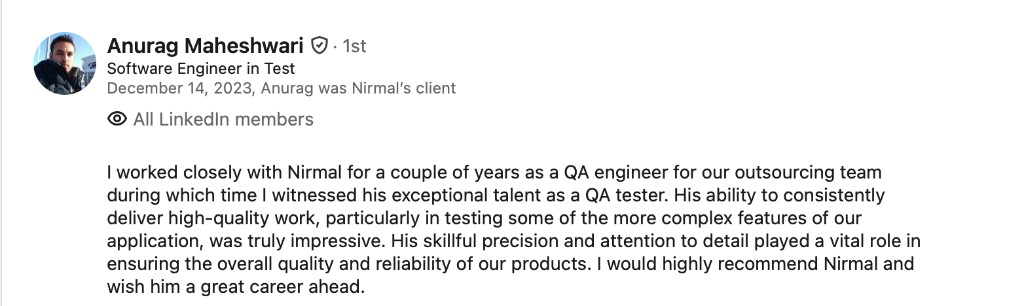 Anurag Maheshwari · 1st
Software Engineer in Test
December 14, 2023, Anurag was Nirmal's client
All LinkedIn members
I worked closely with Nirmal for a couple of years as a QA engineer for our outsourcing team
during which time I witnessed his exceptional talent as a QA tester. His ability to consistently
deliver high-quality work, particularly in testing some of the more complex features of our
application, was truly impressive. His skillful precision and attention to detail played a vital role in
ensuring the overall quality and reliability of our products. I would highly recommend Nirmal and
wish him a great career ahead.